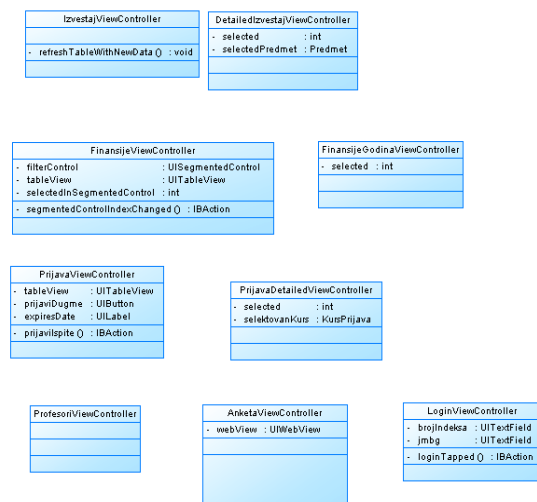 IzvestajViewController
- refreshTableWithNewData () : void
DetailedIzvestajViewController
- selected : int
- selectedPredmet : Predmet
FinansijeViewController
- filterControl : UISegmentedControl
- tableView : UITableView
- selectedInSegmentedControl : int
- segmentedControlIndexChanged () : IBAction
FinansijeGodinaViewController
- selected : int
PrijavaViewController
- tableView : UITableView
- prijaviDugme : UIButton
- expiresDate : UILabel
- prijaviIspite () : IBAction
PrijavaDetailedViewController
- selected : int
- selektovanKurs : KursPrijava
ProfesoriViewController
AnketaViewController
- webView : UIWebView
LoginViewController
- brojIndeksa : UITextField
- jmbg : UITextField
- loginTapped () : IBAction